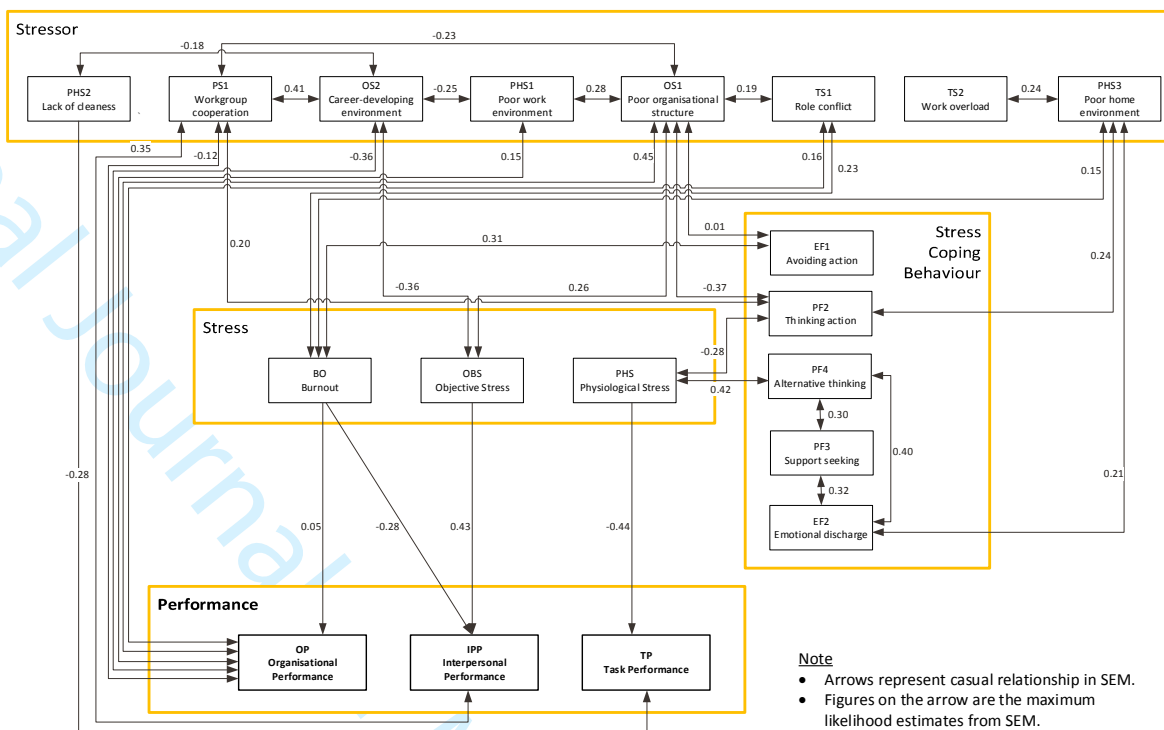 Stressor
-0.18
-0.23
PHS2
Lack of cleaness
PS1
Workgroup
cooperation
0.41
OS2
Career-developing
environment
-0.25
PHS1
Poor work
environment
0.28
OS1
Poor organisational
structure
0.19
TS1
Role conflict
TS2
Work overload
0.24
PHS3
Poor home
environment
0.35
-0.12
-0.36
0.15
0.45
0.16
0.23
0.15
0.20
0.31
0.01
Stress
Coping
Behaviour
EF1
Avoiding action
0.24
-0.36
0.26
-0.37
PF2
Thinking action
Stress
-0.28
BO
Burnout
OBS
Objective Stress
PHS
Physiological Stress
0.42
PF4
Alternative thinking
0.30
0.40
PF3
Support seeking
0.32
0.21
EF2
Emotional discharge
-0.28
0.05
-0.28
0.43
-0.44
Performance
OP
Organisational
Performance
IPP
Interpersonal
Performance
TP
Task Performance
Note
• Arrows represent casual relationship in SEM.
• Figures on the arrow are the maximum
likelihood estimates from SEM.
Journal